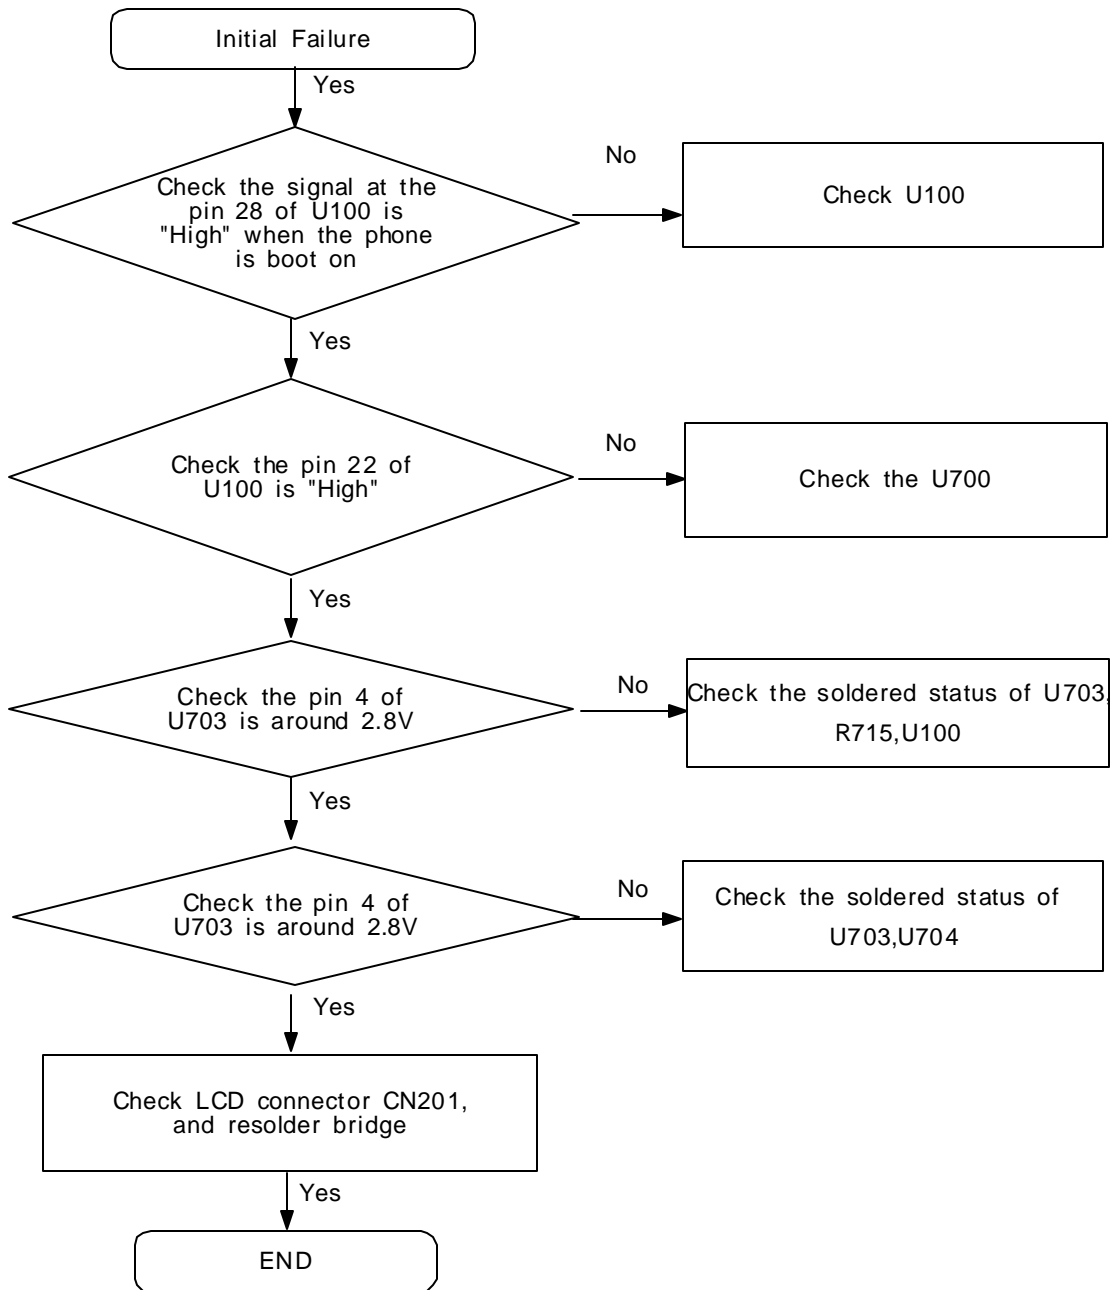 Initial Failure
Yes
Check the signal at the
pin 28 of U100 is
"High" when the phone
is boot on
No
Check U100
Yes
Check the pin 22 of
U100 is "High"
No
Check the U700
Yes
Check the pin 4 of
U703 is around 2.8V
No
Check the soldered status of U703,
R715,U100
Yes
Check the pin 4 of
U703 is around 2.8V
No
Check the soldered status of
U703,U704
Yes
Check LCD connector CN201,
and resolder bridge
Yes
END